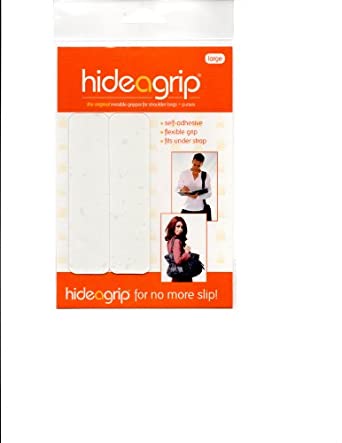 large
hideagrip
the original invisible gripper for shoulder bags + purses
• self-adhesive
• flexible grip
• fits under strap
hideagrip for no more slip!